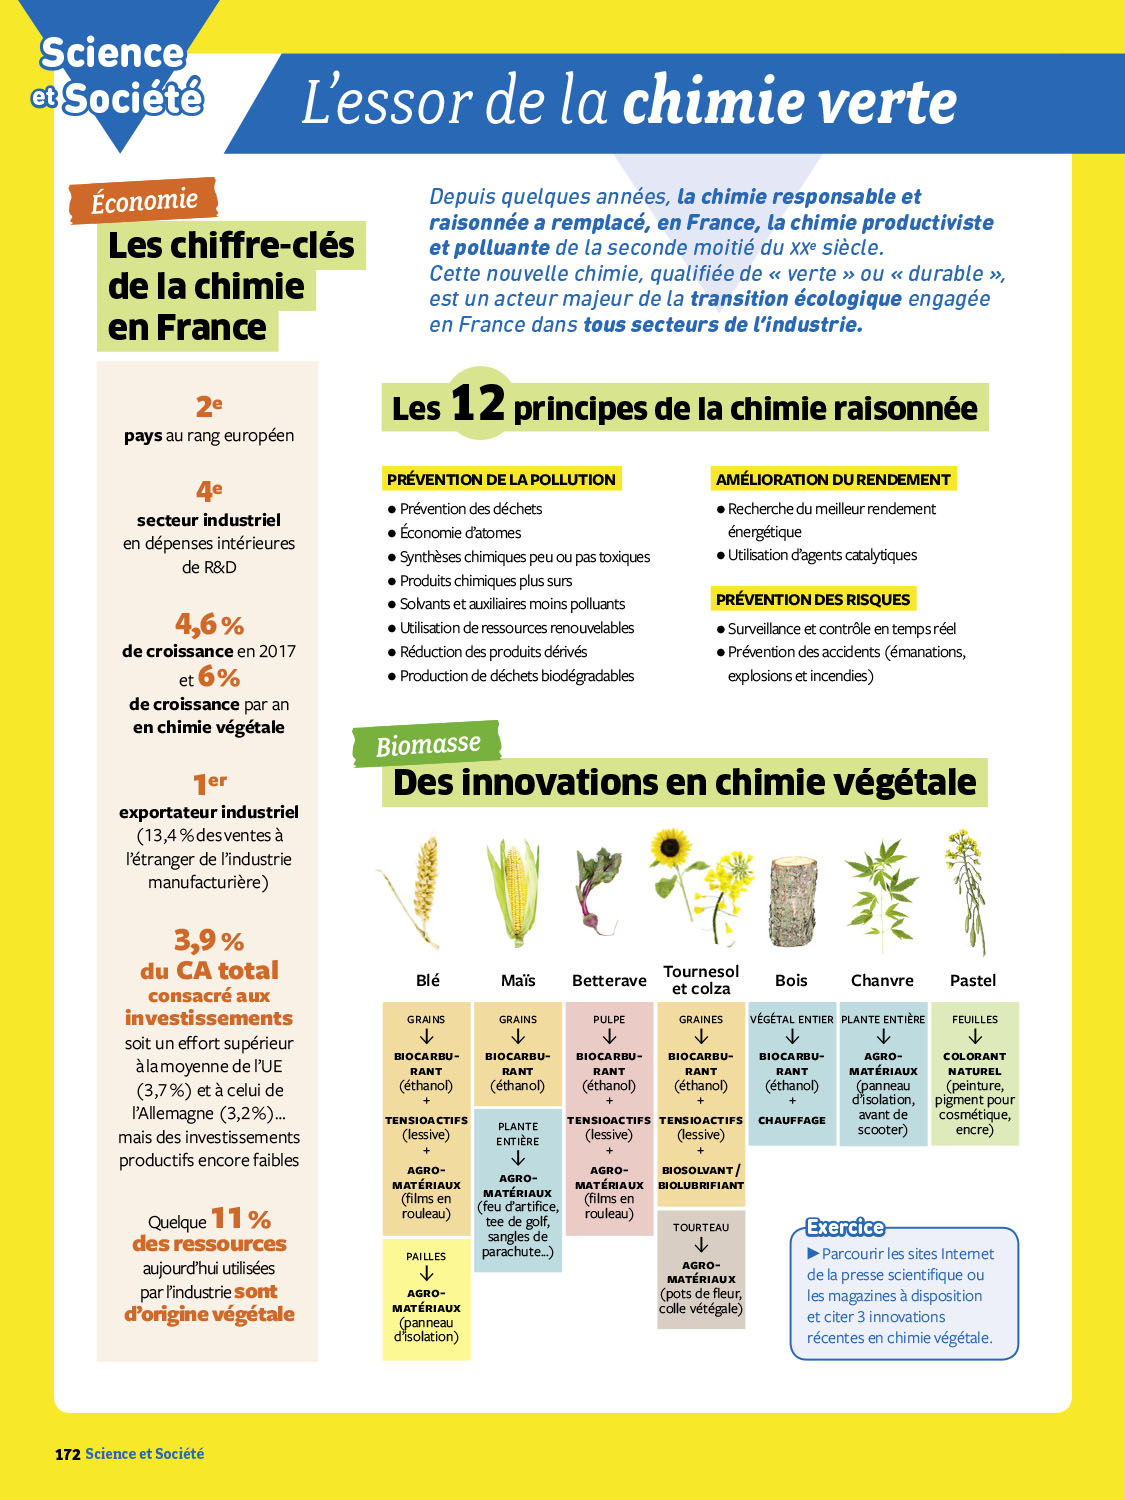 Science
et Société
L'essor de la chimie verte
Économie
Les chiffre-clés
de la chimie
en France
2e
pays au rang européen
4e
secteur industriel
en dépenses intérieures
de R&D
4,6 %
de croissance en 2017
et 6 %
de croissance par an
en chimie végétale
1er
exportateur industriel
(13,4 % des ventes à
l'étranger de l'industrie
manufacturière)
3,9 %
du CA total
consacré aux
investissements
soit un effort supérieur
à la moyenne de l'UE
(3,7 %) et à celui de
l'Allemagne (3,2 %)...
mais des investissements
productifs encore faibles
Quelque 11 %
des ressources
aujourd'hui utilisées
par l'industrie sont
d'origine végétale
Depuis quelques années, la chimie responsable et
raisonnée a remplacé, en France, la chimie productiviste
et polluante de la seconde moitié du XXe siècle.
Cette nouvelle chimie, qualifiée de « verte » ou « durable »,
est un acteur majeur de la transition écologique engagée
en France dans tous secteurs de l'industrie.
Les 12 principes de la chimie raisonnée
PRÉVENTION DE LA POLLUTION
● Prévention des déchets
● Économie d'atomes
● Synthèses chimiques peu ou pas toxiques
● Produits chimiques plus surs
● Solvants et auxiliaires moins polluants
● Utilisation de ressources renouvelables
● Réduction des produits dérivés
● Production de déchets biodégradables
AMÉLIORATION DU RENDEMENT
● Recherche du meilleur rendement
énergétique
● Utilisation d'agents catalytiques
PRÉVENTION DES RISQUES
● Surveillance et contrôle en temps réel
● Prévention des accidents (émanations,
explosions et incendies)
Biomasse
Des innovations en chimie végétale
Blé
GRAINS
↓
BIOCARBU-
RANT
(éthanol)
+
TENSIOACTIFS
(lessive)
+
AGRO-
MATÉRIAUX
(films en
rouleau)
PAILLES
↓
AGRO-
MATÉRIAUX
(panneau
d'isolation)
Maïs
GRAINS
↓
BIOCARBU-
RANT
(éthanol)
PLANTE
ENTIÈRE
↓
AGRO-
MATÉRIAUX
(feu d'artifice,
tee de golf,
sangles de
parachute...)
Betterave
PULPE
↓
BIOCARBU-
RANT
(éthanol)
+
TENSIOACTIFS
(lessive)
+
AGRO-
MATÉRIAUX
(films en
rouleau)
Tournesol
et colza
GRAINES
↓
BIOCARBU-
RANT
(éthanol)
+
TENSIOACTIFS
(lessive)
+
BIOSOLVANT /
BIOLUBRIFIANT
TOURTEAU
↓
AGRO-
MATÉRIAUX
(pots de fleur,
colle vétégale)
Bois
VÉGÉTAL ENTIER
↓
BIOCARBU-
RANT
(éthanol)
+
CHAUFFAGE
Chanvre
PLANTE ENTIÈRE
↓
AGRO-
MATÉRIAUX
(panneau
d'isolation,
avant de
scooter)
Pastel
FEUILLES
↓
COLORANT
NATUREL
(peinture,
pigment pour
cosmétique,
encre)
Exercice
▶ Parcourir les sites Internet
de la presse scientifique ou
les magazines à disposition
et citer 3 innovations
récentes en chimie végétale.
172 Science et Société